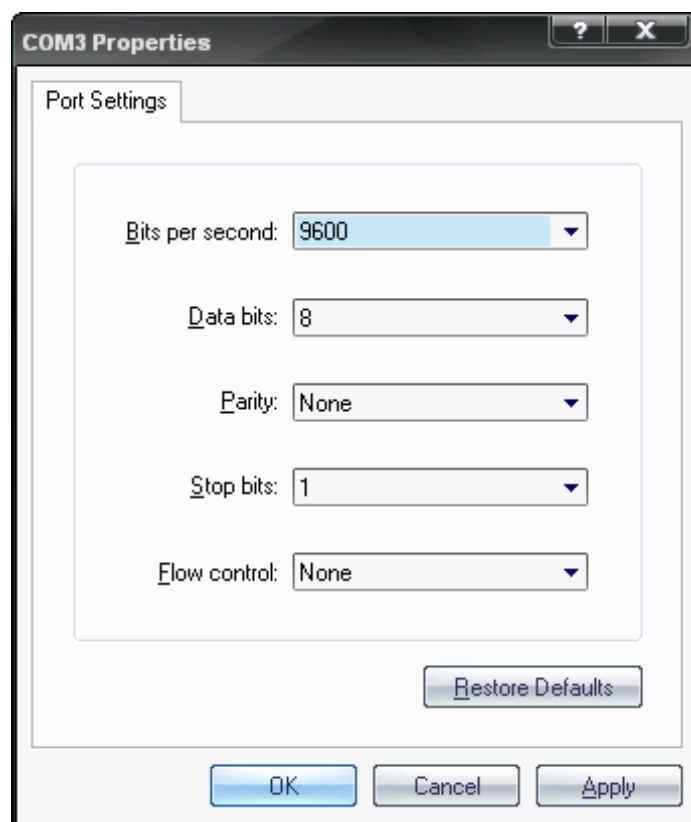 COM3 Properties ? X
Port Settings
Bits per second: 9600
Data bits: 8
Parity: None
Stop bits: 1
Flow control: None
Restore Defaults
OK Cancel Apply